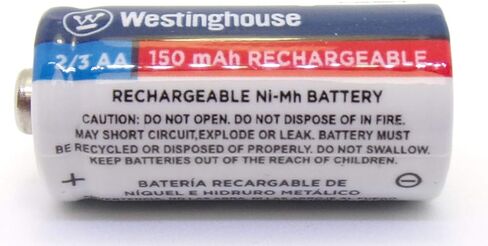 Westinghouse
2/3 AA 150 mAh RECHARGEABLE
RECHARGEABLE Ni-Mh BATTERY
CAUTION: DO NOT OPEN. DO NOT DISPOSE OF IN FIRE.
MAY SHORT CIRCUIT,EXPLODE OR LEAK. BATTERY MUST
BE RECYCLED OR DISPOSED OF PROPERLY. DO NOT SWALLOW.
KEEP BATTERIES OUT OF THE REACH OF CHILDREN.
+ −
BATERÍA RECARGABLE DE
NÍQUEL E HIDRURO METÁLICO